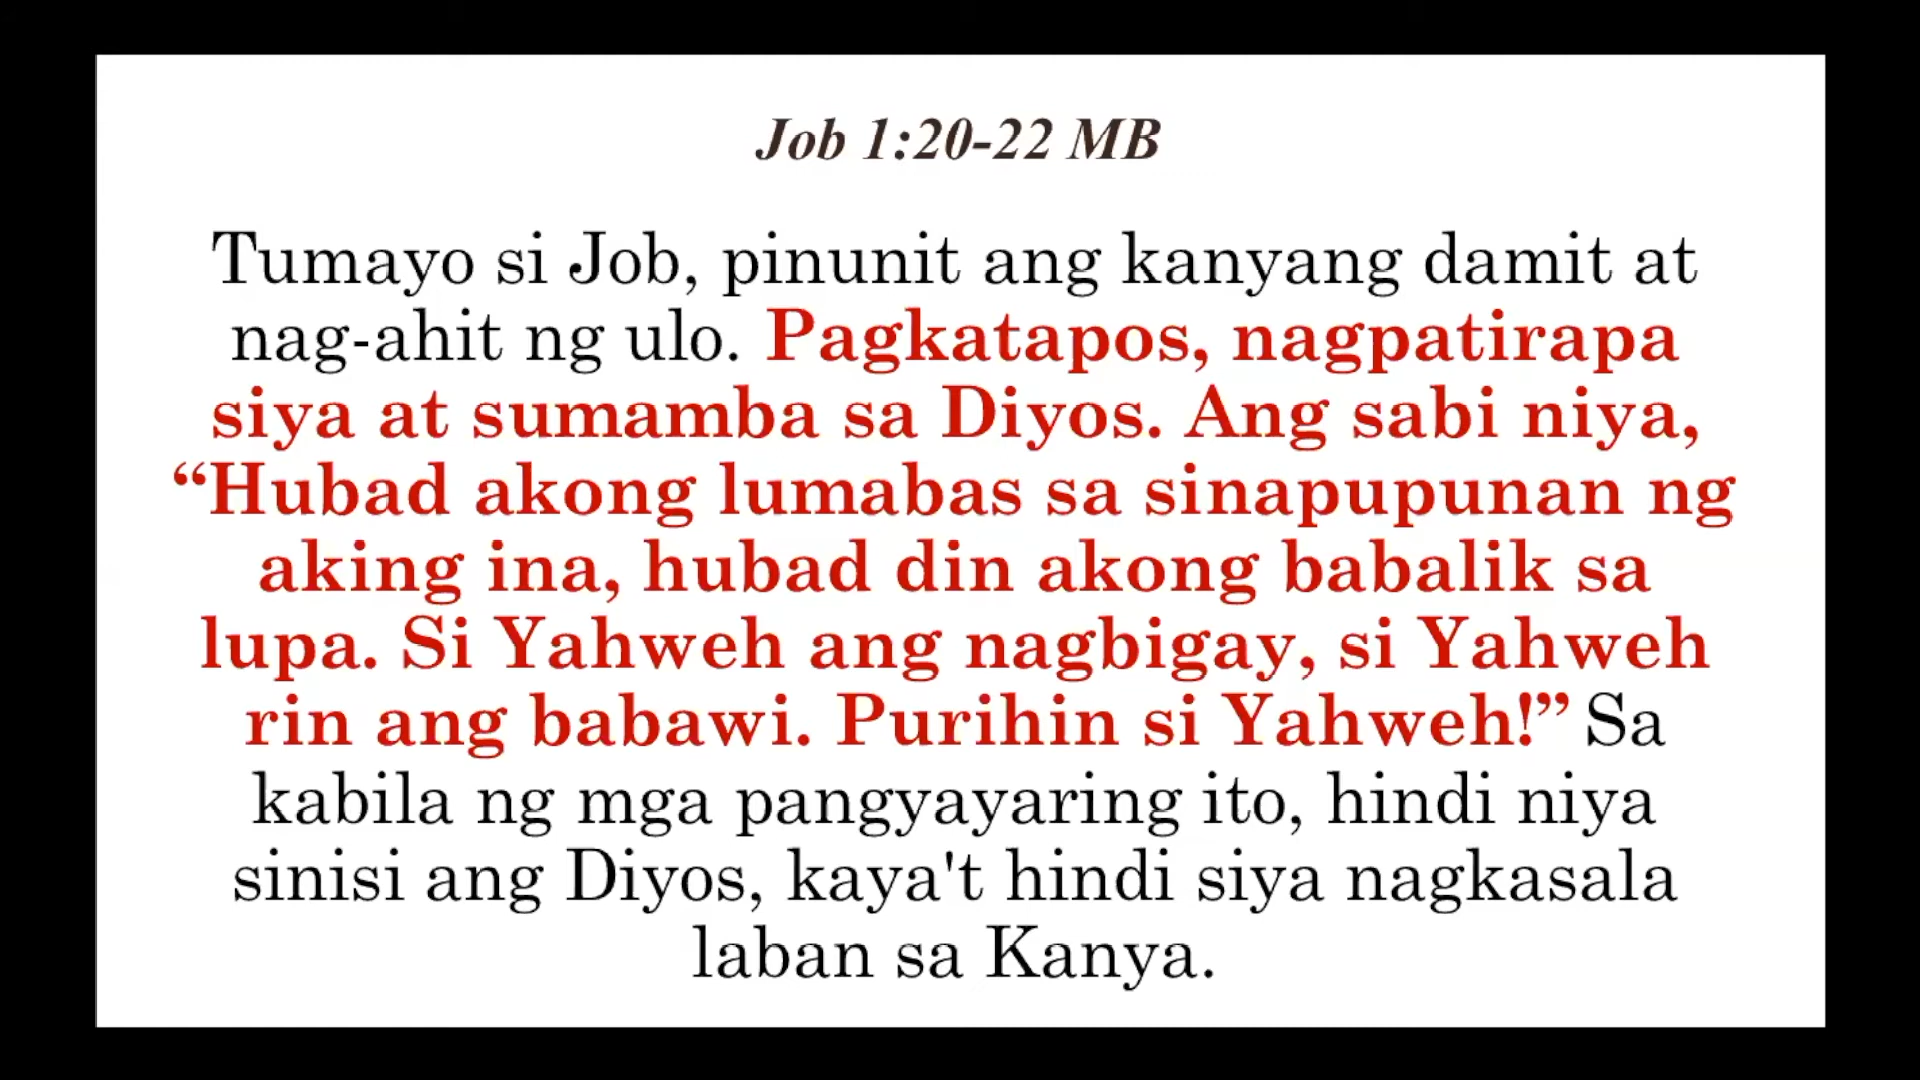 Job 1:20-22 MB
Tumayo si Job, pinunit ang kanyang damit at
nag-ahit ng ulo. Pagkatapos, nagpatirapa
siya at sumamba sa Diyos. Ang sabi niya,
“Hubad akong lumabas sa sinapupunan ng
aking ina, hubad din akong babalik sa
lupa. Si Yahweh ang nagbigay, si Yahweh
rin ang babawi. Purihin si Yahweh!” Sa
kabila ng mga pangyayaring ito, hindi niya
sinisi ang Diyos, kaya't hindi siya nagkasala
laban sa Kanya.